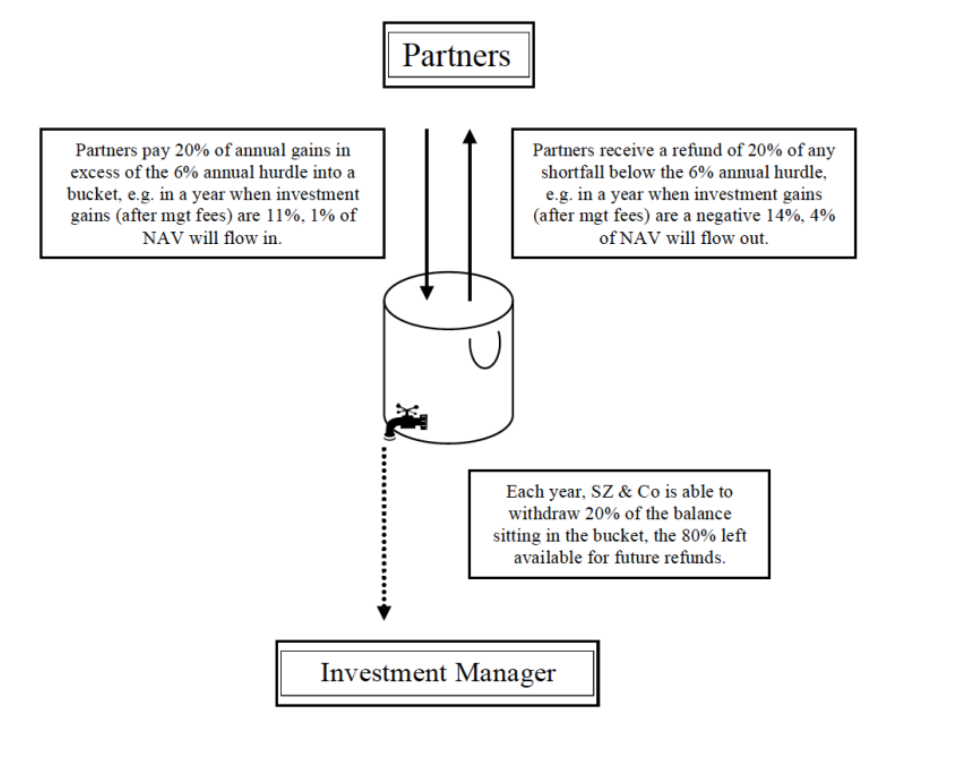 Partners
Partners pay 20% of annual gains in
excess of the 6% annual hurdle into a
bucket, e.g. in a year when investment
gains (after mgt fees) are 11%, 1% of
NAV will flow in.
Partners receive a refund of 20% of any
shortfall below the 6% annual hurdle,
e.g. in a year when investment gains
(after mgt fees) are a negative 14%, 4%
of NAV will flow out.
Each year, SZ & Co is able to
withdraw 20% of the balance
sitting in the bucket, the 80% left
available for future refunds.
Investment Manager